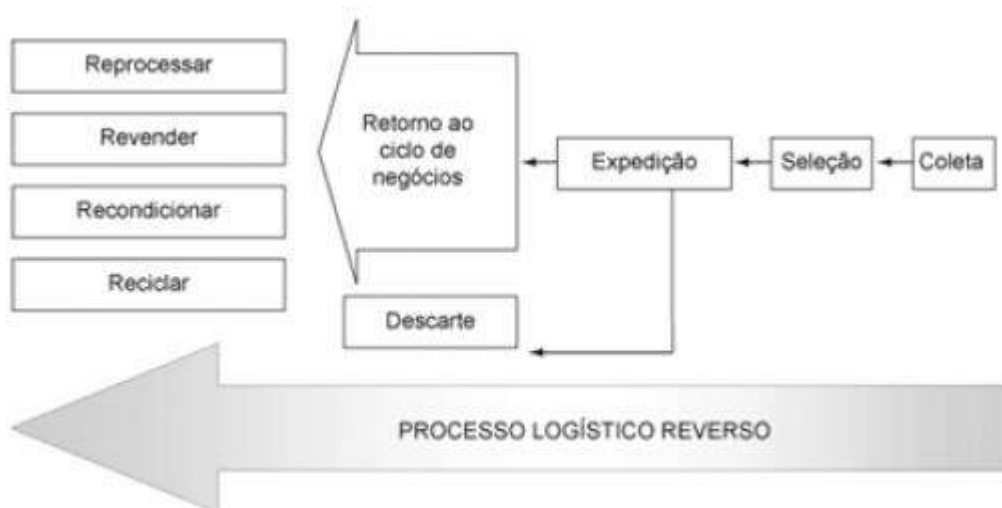 Reprocessar
Revender
Recondicionar
Reciclar
Retorno ao
ciclo de
negócios
Expedição
Seleção
Coleta
Descarte
PROCESSO LOGÍSTICO REVERSO